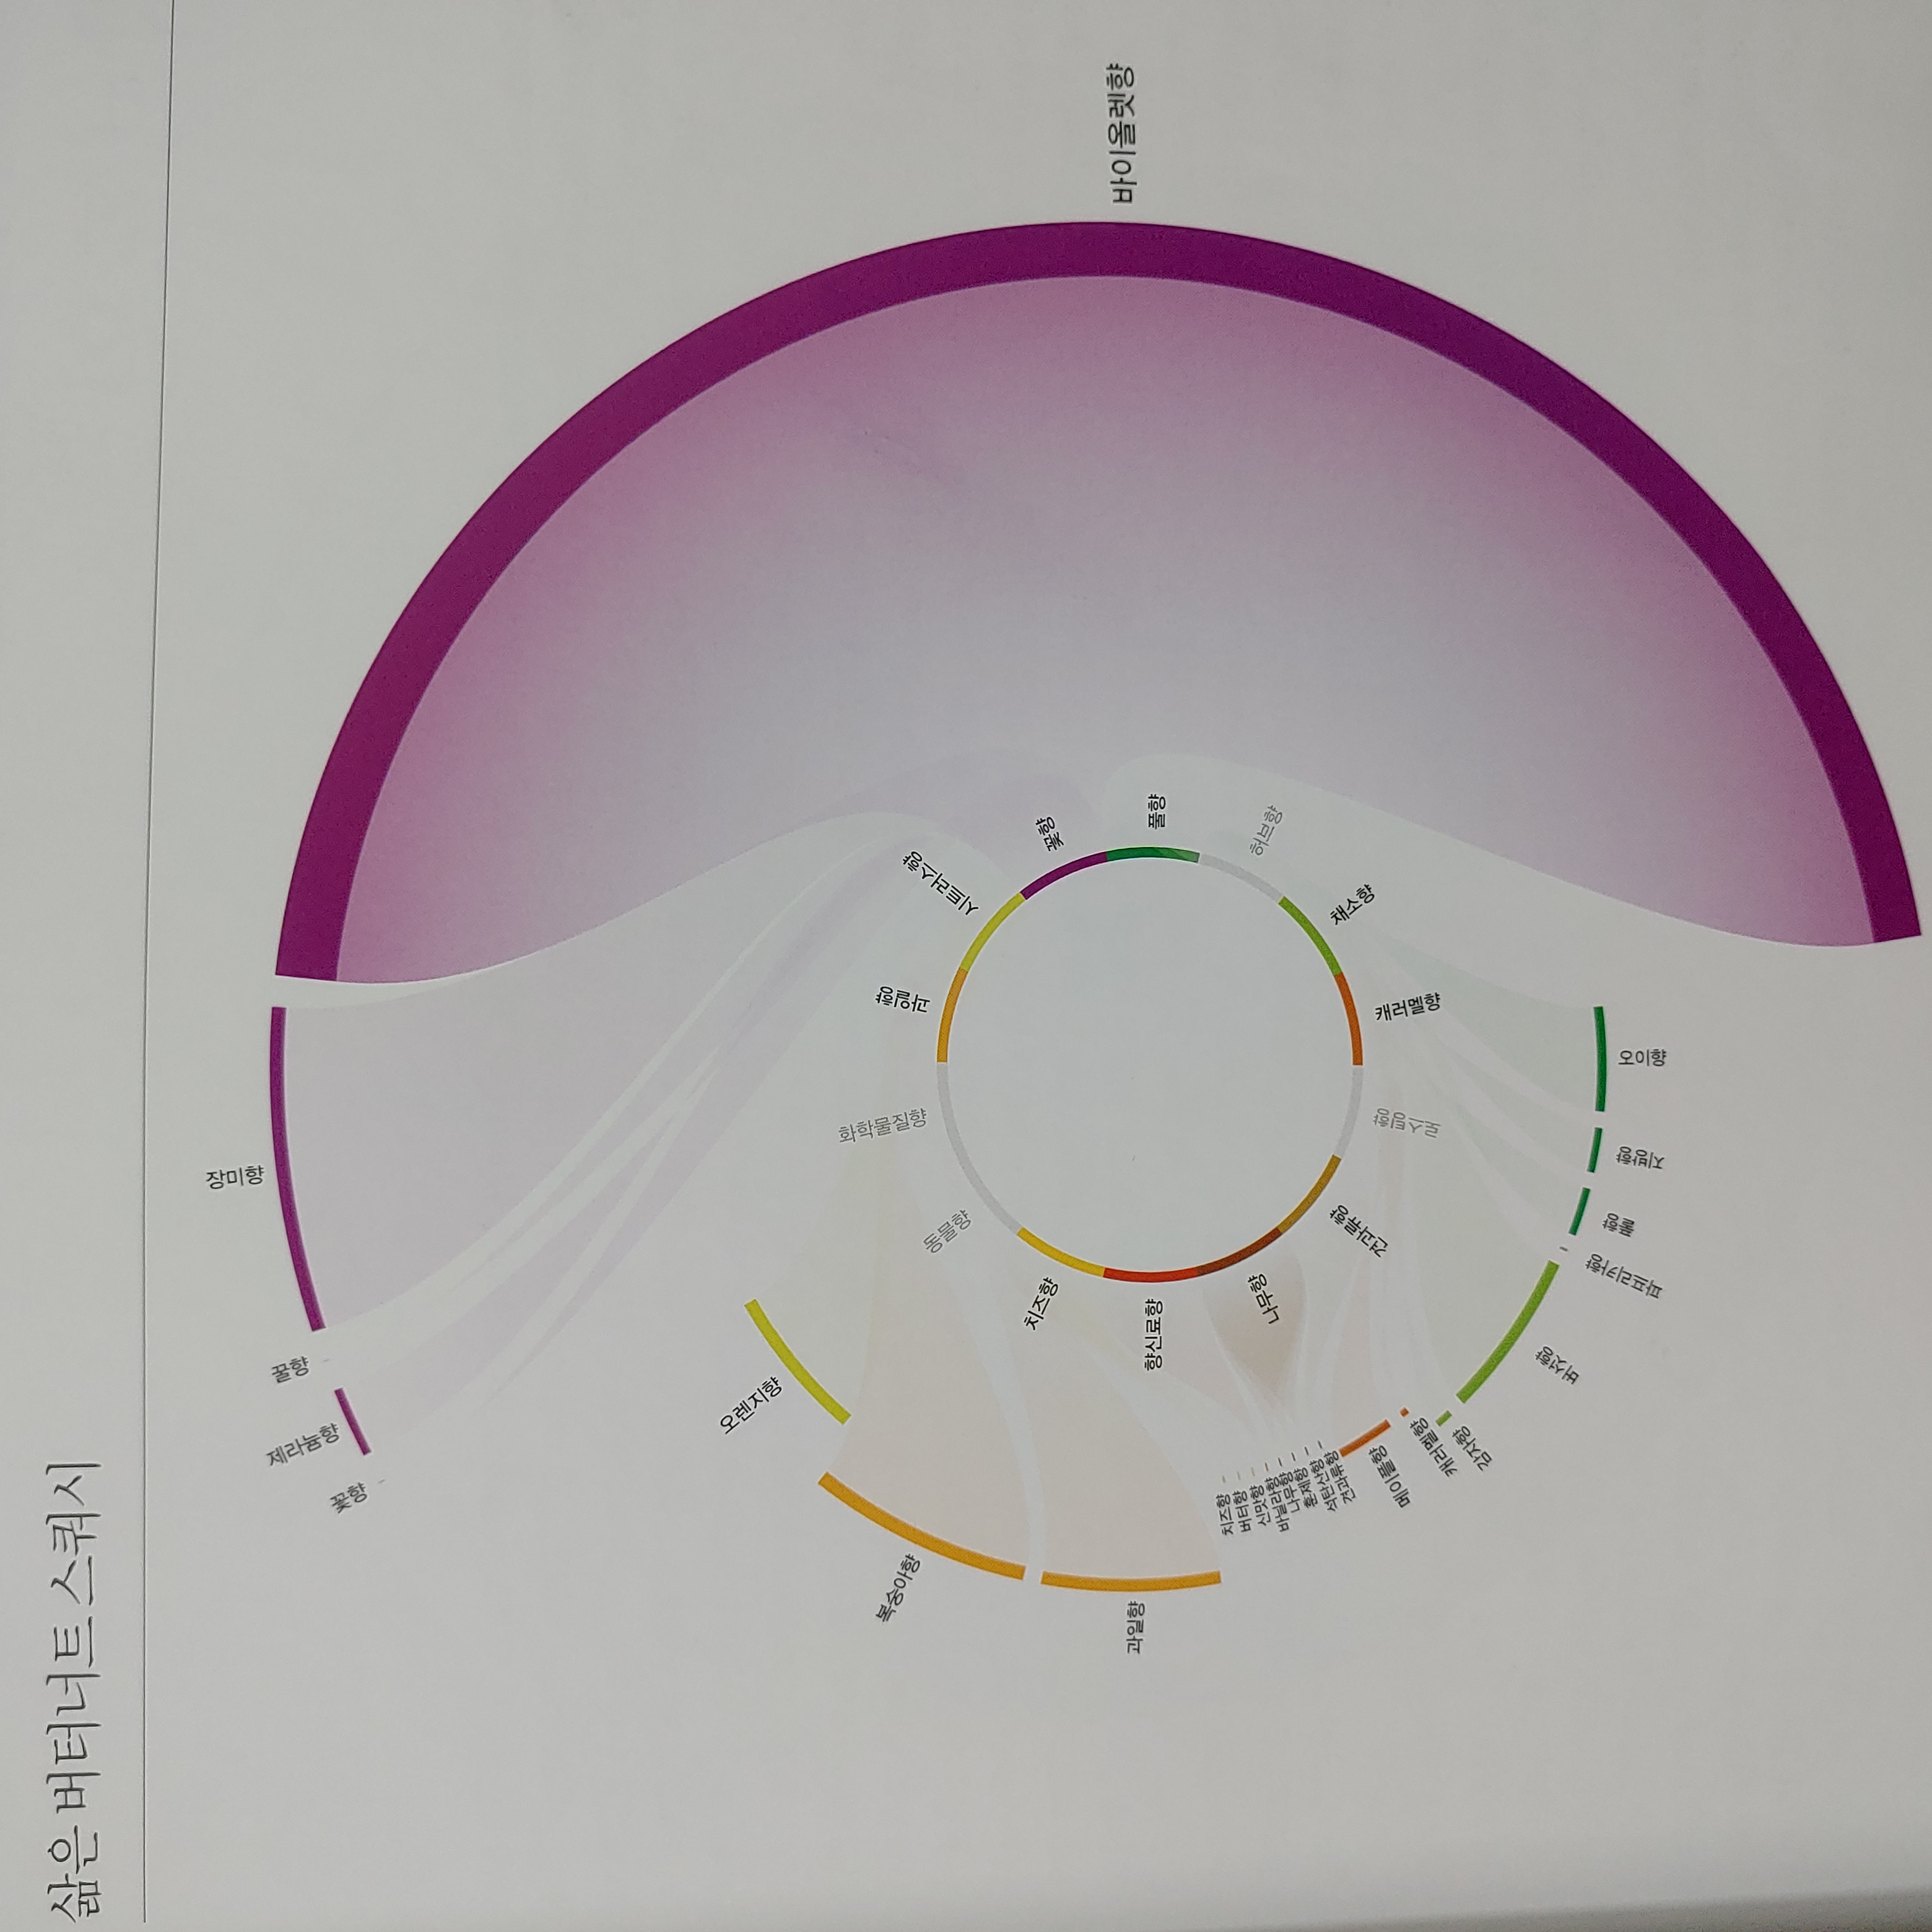 삶은 버터너트 스쿼시
장미향
꿀향
제라늄향
꽃향
오렌지향
복숭아향
과일향
치즈향
버터향
신맛향
바닐라향
나무향
훈제향
석탄산향
견과류향
메이플향
캐러멜향
감자향
버섯향
파프리카향
풀향
지방향
오이향
바이올렛향
화학물질향
과일향
시트러스향
꽃향
풀향
허브향
채소향
캐러멜향
로스팅향
견과류향
나무향
향신료향
치즈향
동물향